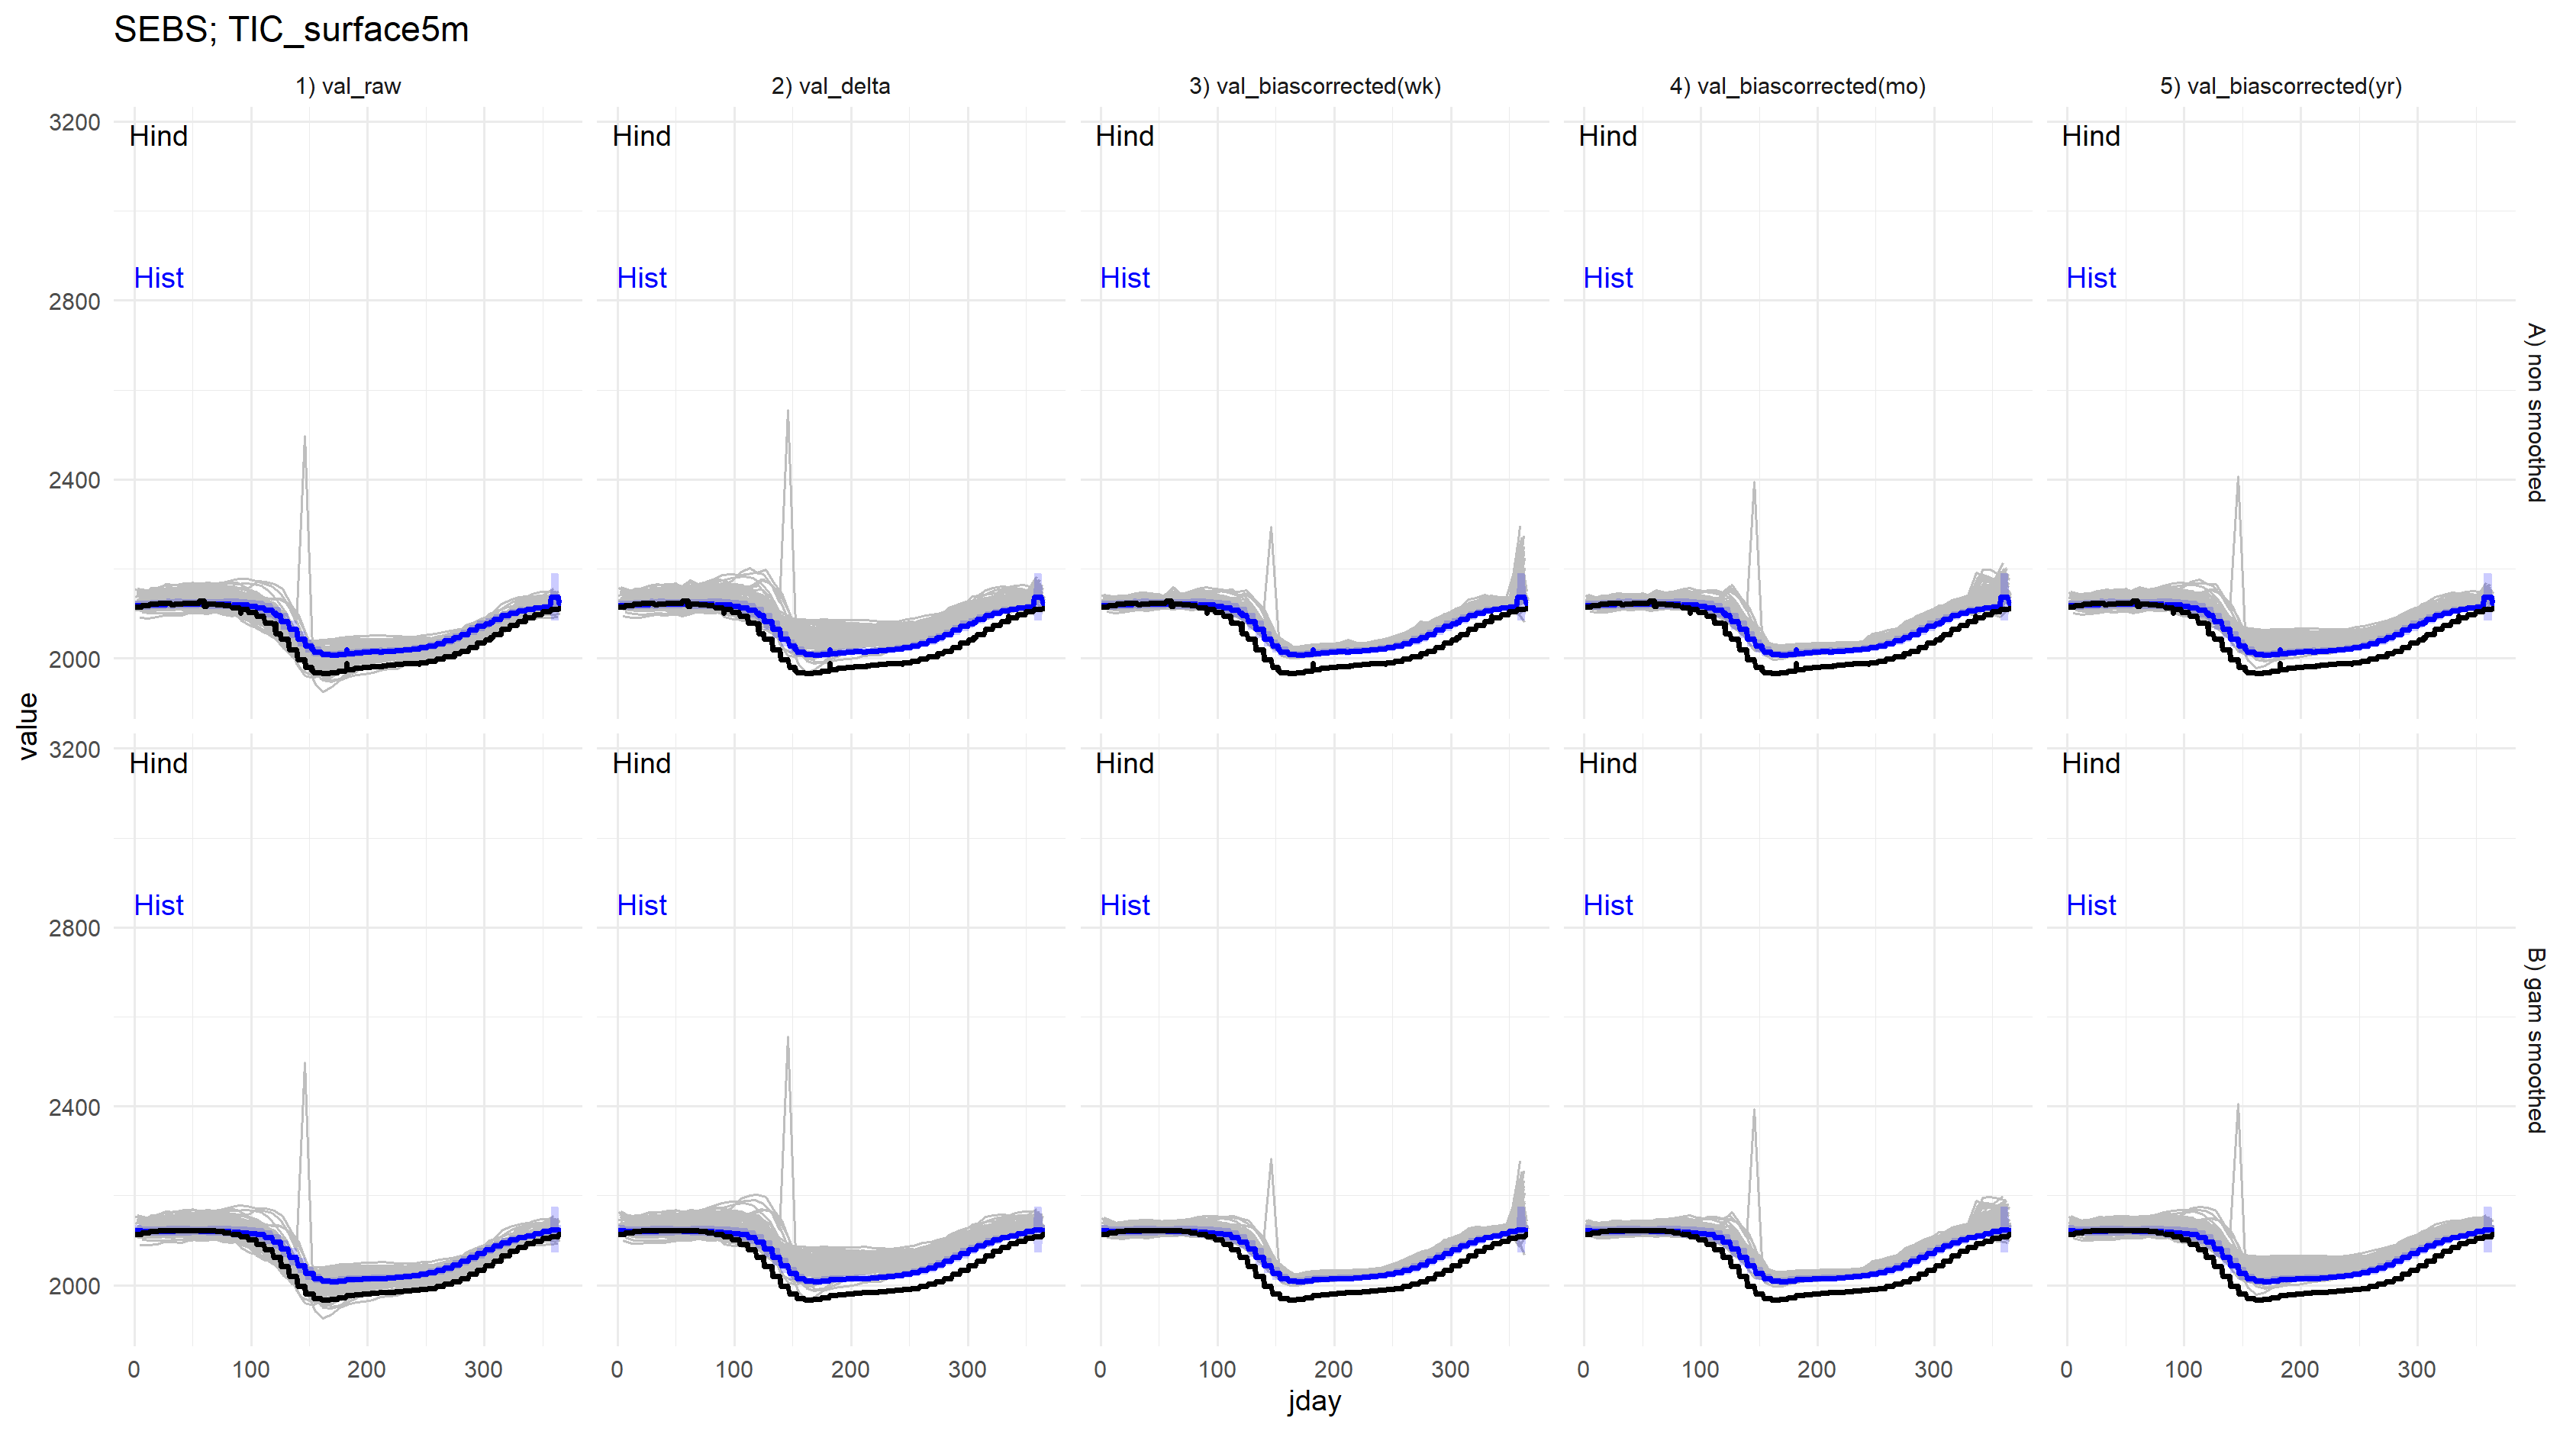 SEBS; TIC_surface5m
1) val_raw
2) val_delta
3) val_biascorrected(wk)
4) val_biascorrected(mo)
5) val_biascorrected(yr)
3200
2800
2400
2000
Hind
Hist
Hind
Hist
Hind
Hist
Hind
Hist
Hind
Hist
A) non smoothed
value
3200
2800
2400
2000
Hind
Hist
Hind
Hist
Hind
Hist
Hind
Hist
Hind
Hist
B) gam smoothed
0 100 200 300
0 100 200 300
0 100 200 300
0 100 200 300
0 100 200 300
jday